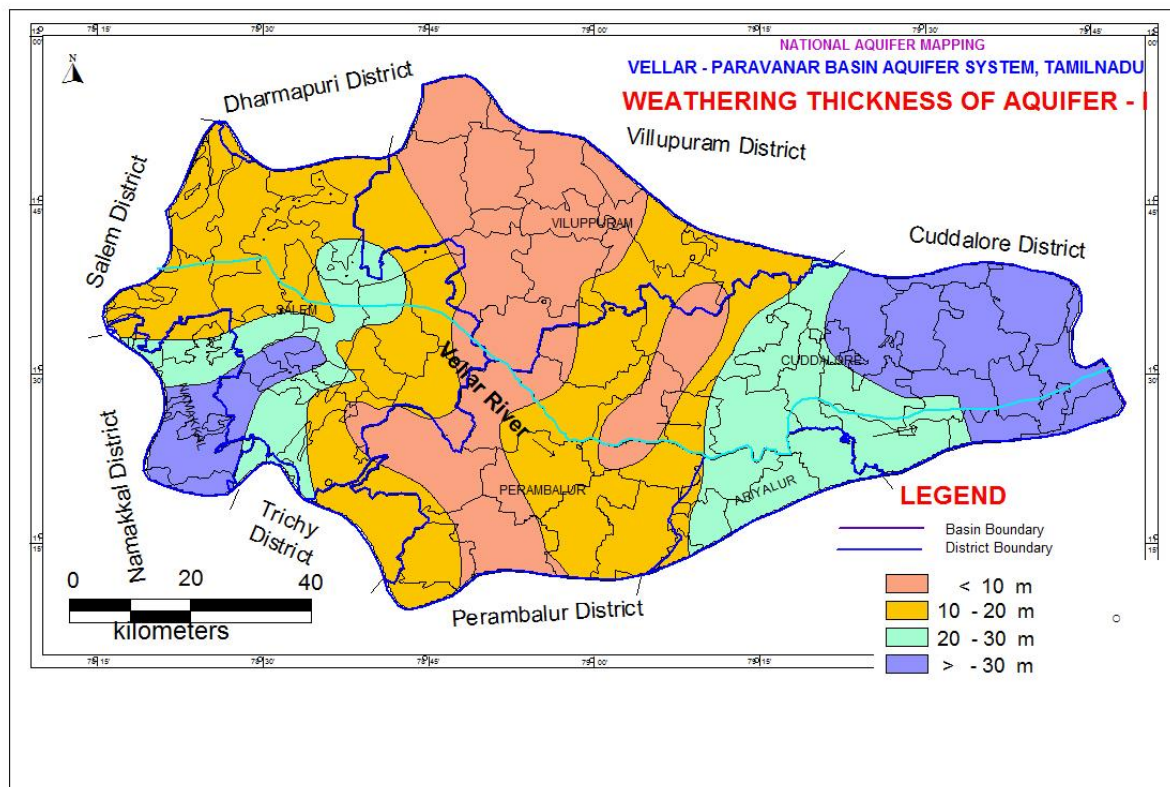 NATIONAL AQUIFER MAPPING
VELLAR - PARAVANAR BASIN AQUIFER SYSTEM, TAMILNADU
WEATHERING THICKNESS OF AQUIFER - I
N
Dharmapuri District
Villupuram District
Salem District
Cuddalore District
VILUPPURAM
SALEM
CUDDALORE
Vellar River
NAMAKKAL
PERAMBALUR
ARIYALUR
Namakkal District
Trichy
District
Perambalur District
LEGEND
Basin Boundary
District Boundary
< 10 m
10 - 20 m
20 - 30 m
> - 30 m
0 20 40
kilometers